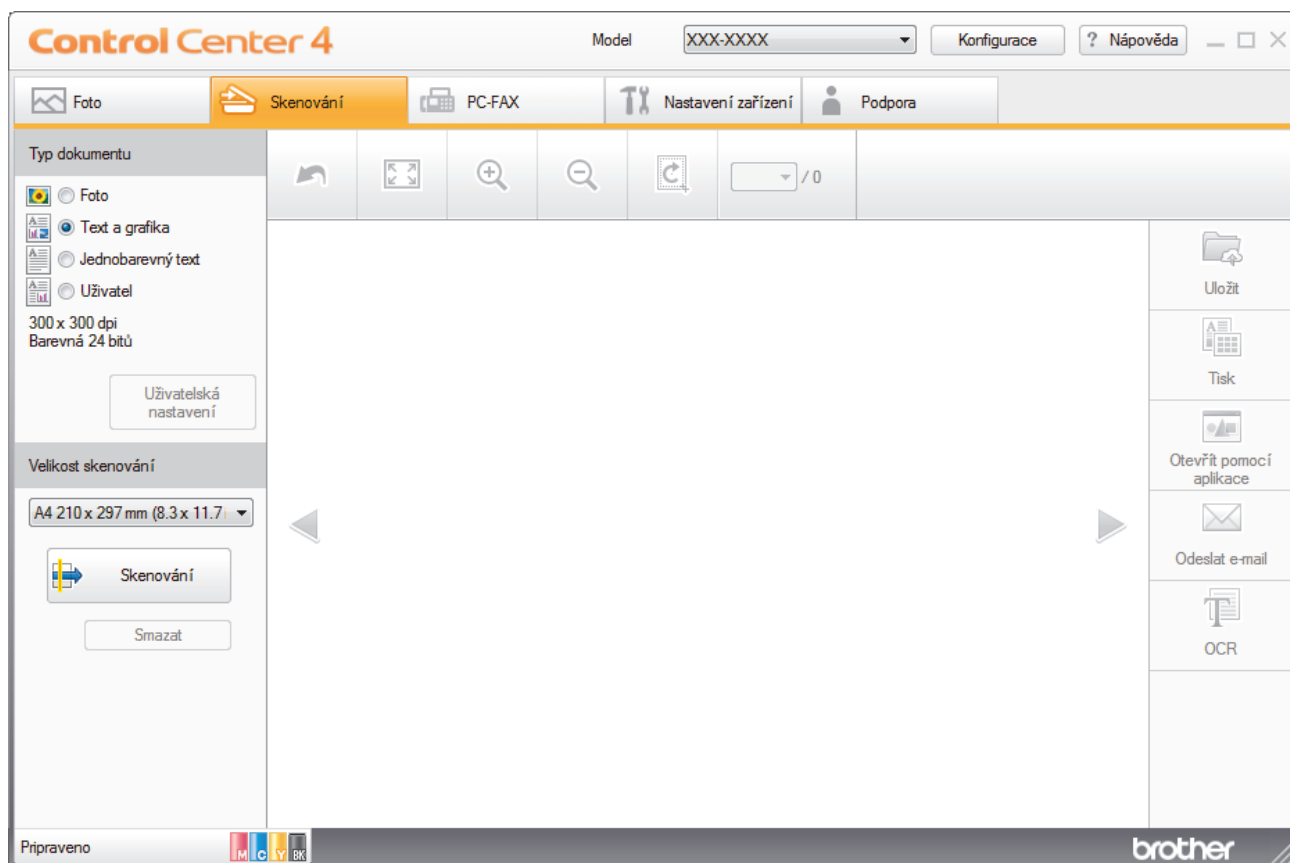 Control Center 4
Model
XXX-XXXX
Konfigurace
? Nápověda
Foto
Skenování
PC-FAX
Nastavení zařízení
Podpora
Typ dokumentu
/ 0
Foto
Text a grafika
Jednobarevný text
Uživatel
300 x 300 dpi
Barevná 24 bitů
Uživatelská
nastavení
Velikost skenování
A4 210 x 297 mm (8.3 x 11.7
Skenování
Smazat
Uložit
Tisk
Otevřít pomocí
aplikace
Odeslat e-mail
OCR
Pripraveno
M C Y BK
brother